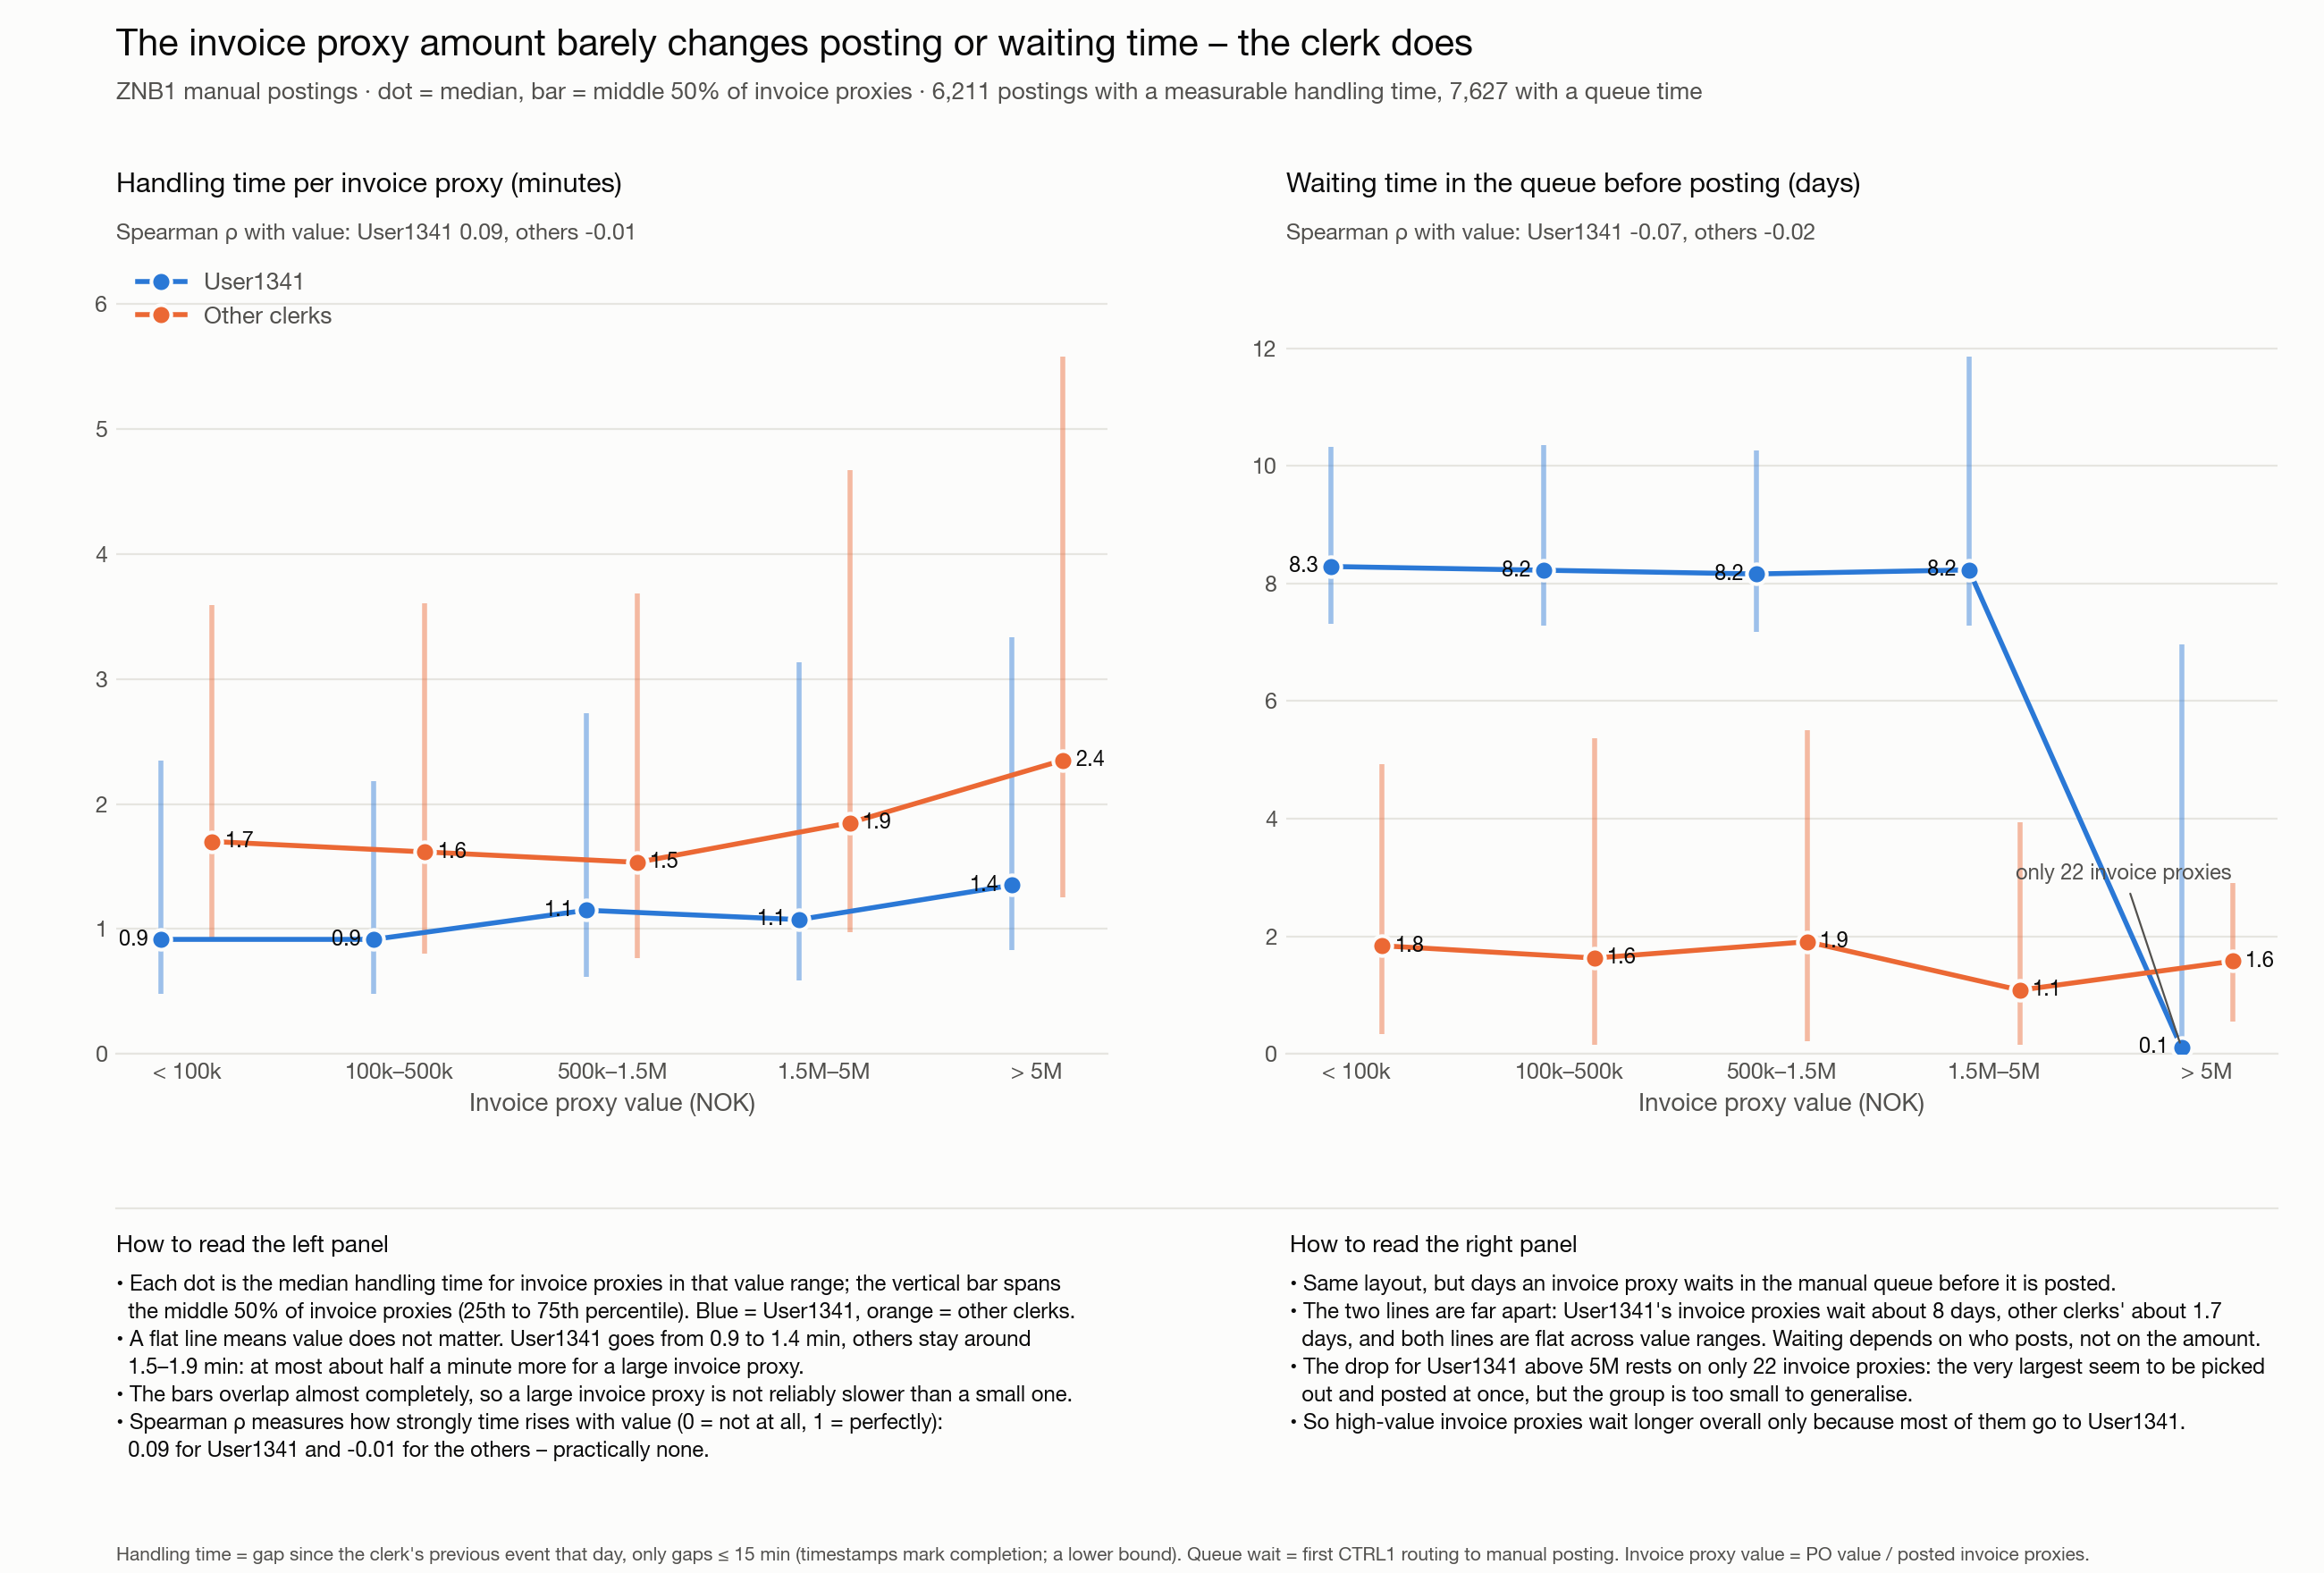 The invoice proxy amount barely changes posting or waiting time – the clerk does
ZNB1 manual postings · dot = median, bar = middle 50% of invoice proxies · 6,211 postings with a measurable handling time, 7,627 with a queue time
Handling time per invoice proxy (minutes)
Spearman ρ with value: User1341 0.09, others -0.01
User1341
Other clerks
6
5
4
3
2
1
0
0.9
0.9
1.1
1.1
1.4
1.7
1.6
1.5
1.9
2.4
< 100k
100k–500k
500k–1.5M
1.5M–5M
> 5M
Invoice proxy value (NOK)
Waiting time in the queue before posting (days)
Spearman ρ with value: User1341 -0.07, others -0.02
12
10
8
6
4
2
0
8.3
8.2
8.2
8.2
0.1
only 22 invoice proxies
1.8
1.6
1.9
1.1
1.6
< 100k
100k–500k
500k–1.5M
1.5M–5M
> 5M
Invoice proxy value (NOK)
How to read the left panel
• Each dot is the median handling time for invoice proxies in that value range; the vertical bar spans
the middle 50% of invoice proxies (25th to 75th percentile). Blue = User1341, orange = other clerks.
• A flat line means value does not matter. User1341 goes from 0.9 to 1.4 min, others stay around
1.5–1.9 min: at most about half a minute more for a large invoice proxy.
• The bars overlap almost completely, so a large invoice proxy is not reliably slower than a small one.
• Spearman ρ measures how strongly time rises with value (0 = not at all, 1 = perfectly):
0.09 for User1341 and -0.01 for the others – practically none.
How to read the right panel
• Same layout, but days an invoice proxy waits in the manual queue before it is posted.
• The two lines are far apart: User1341's invoice proxies wait about 8 days, other clerks' about 1.7
days, and both lines are flat across value ranges. Waiting depends on who posts, not on the amount.
• The drop for User1341 above 5M rests on only 22 invoice proxies: the very largest seem to be picked
out and posted at once, but the group is too small to generalise.
• So high-value invoice proxies wait longer overall only because most of them go to User1341.
Handling time = gap since the clerk's previous event that day, only gaps ≤ 15 min (timestamps mark completion; a lower bound). Queue wait = first CTRL1 routing to manual posting. Invoice proxy value = PO value / posted invoice proxies.